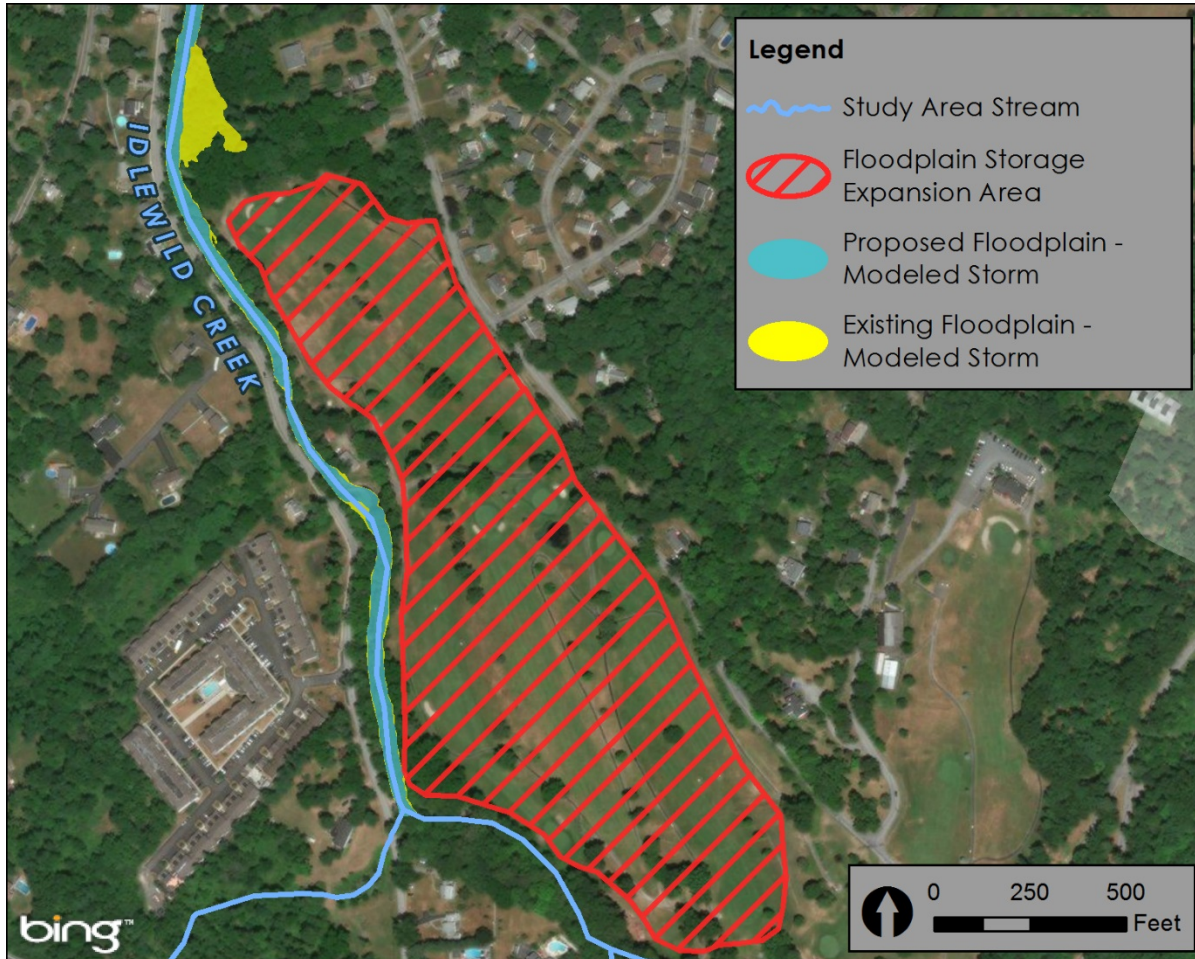 Legend
Study Area Stream
Floodplain Storage
Expansion Area
Proposed Floodplain -
Modeled Storm
Existing Floodplain -
Modeled Storm
IDLEWILD CREEK
0 250 500
Feet
bing™